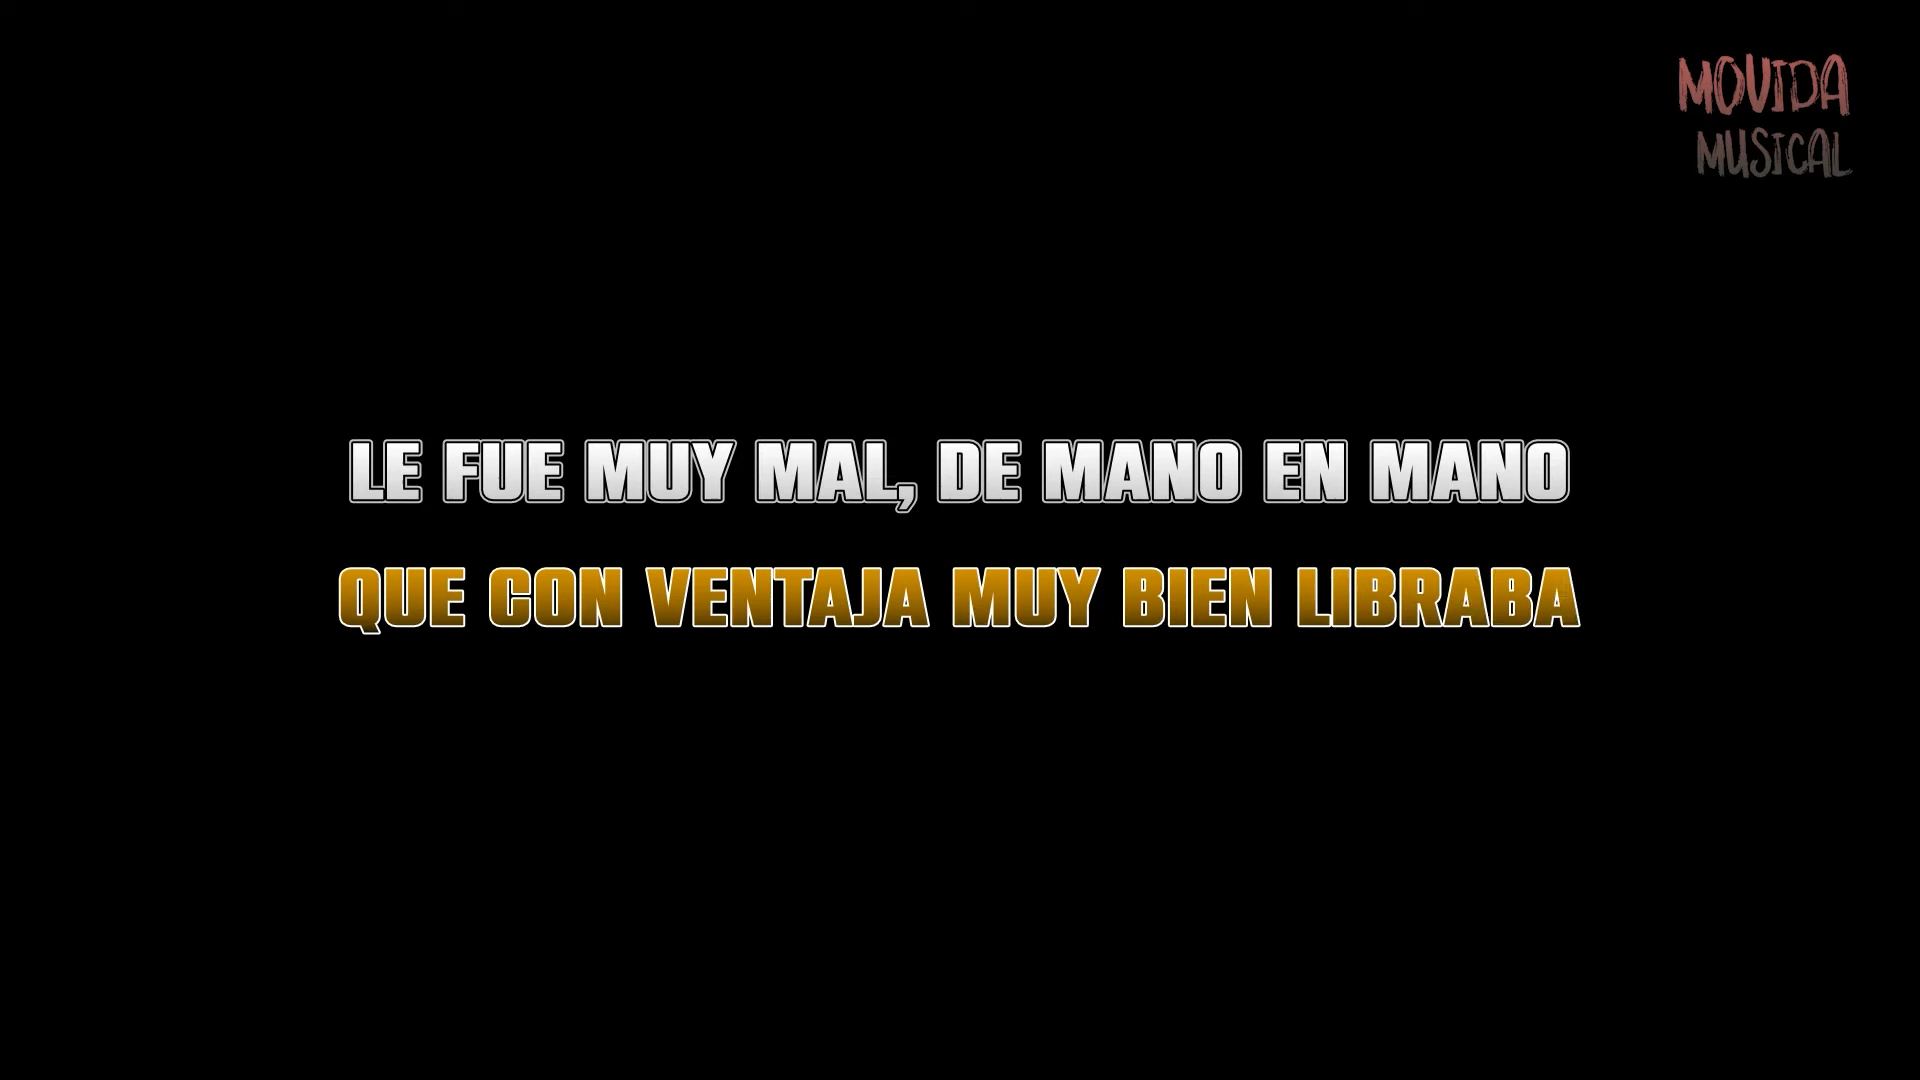 MOVIDA
MUSICAL
LE FUE MUY MAL, DE MANO EN MANO
QUE CON VENTAJA MUY BIEN LIBRABA